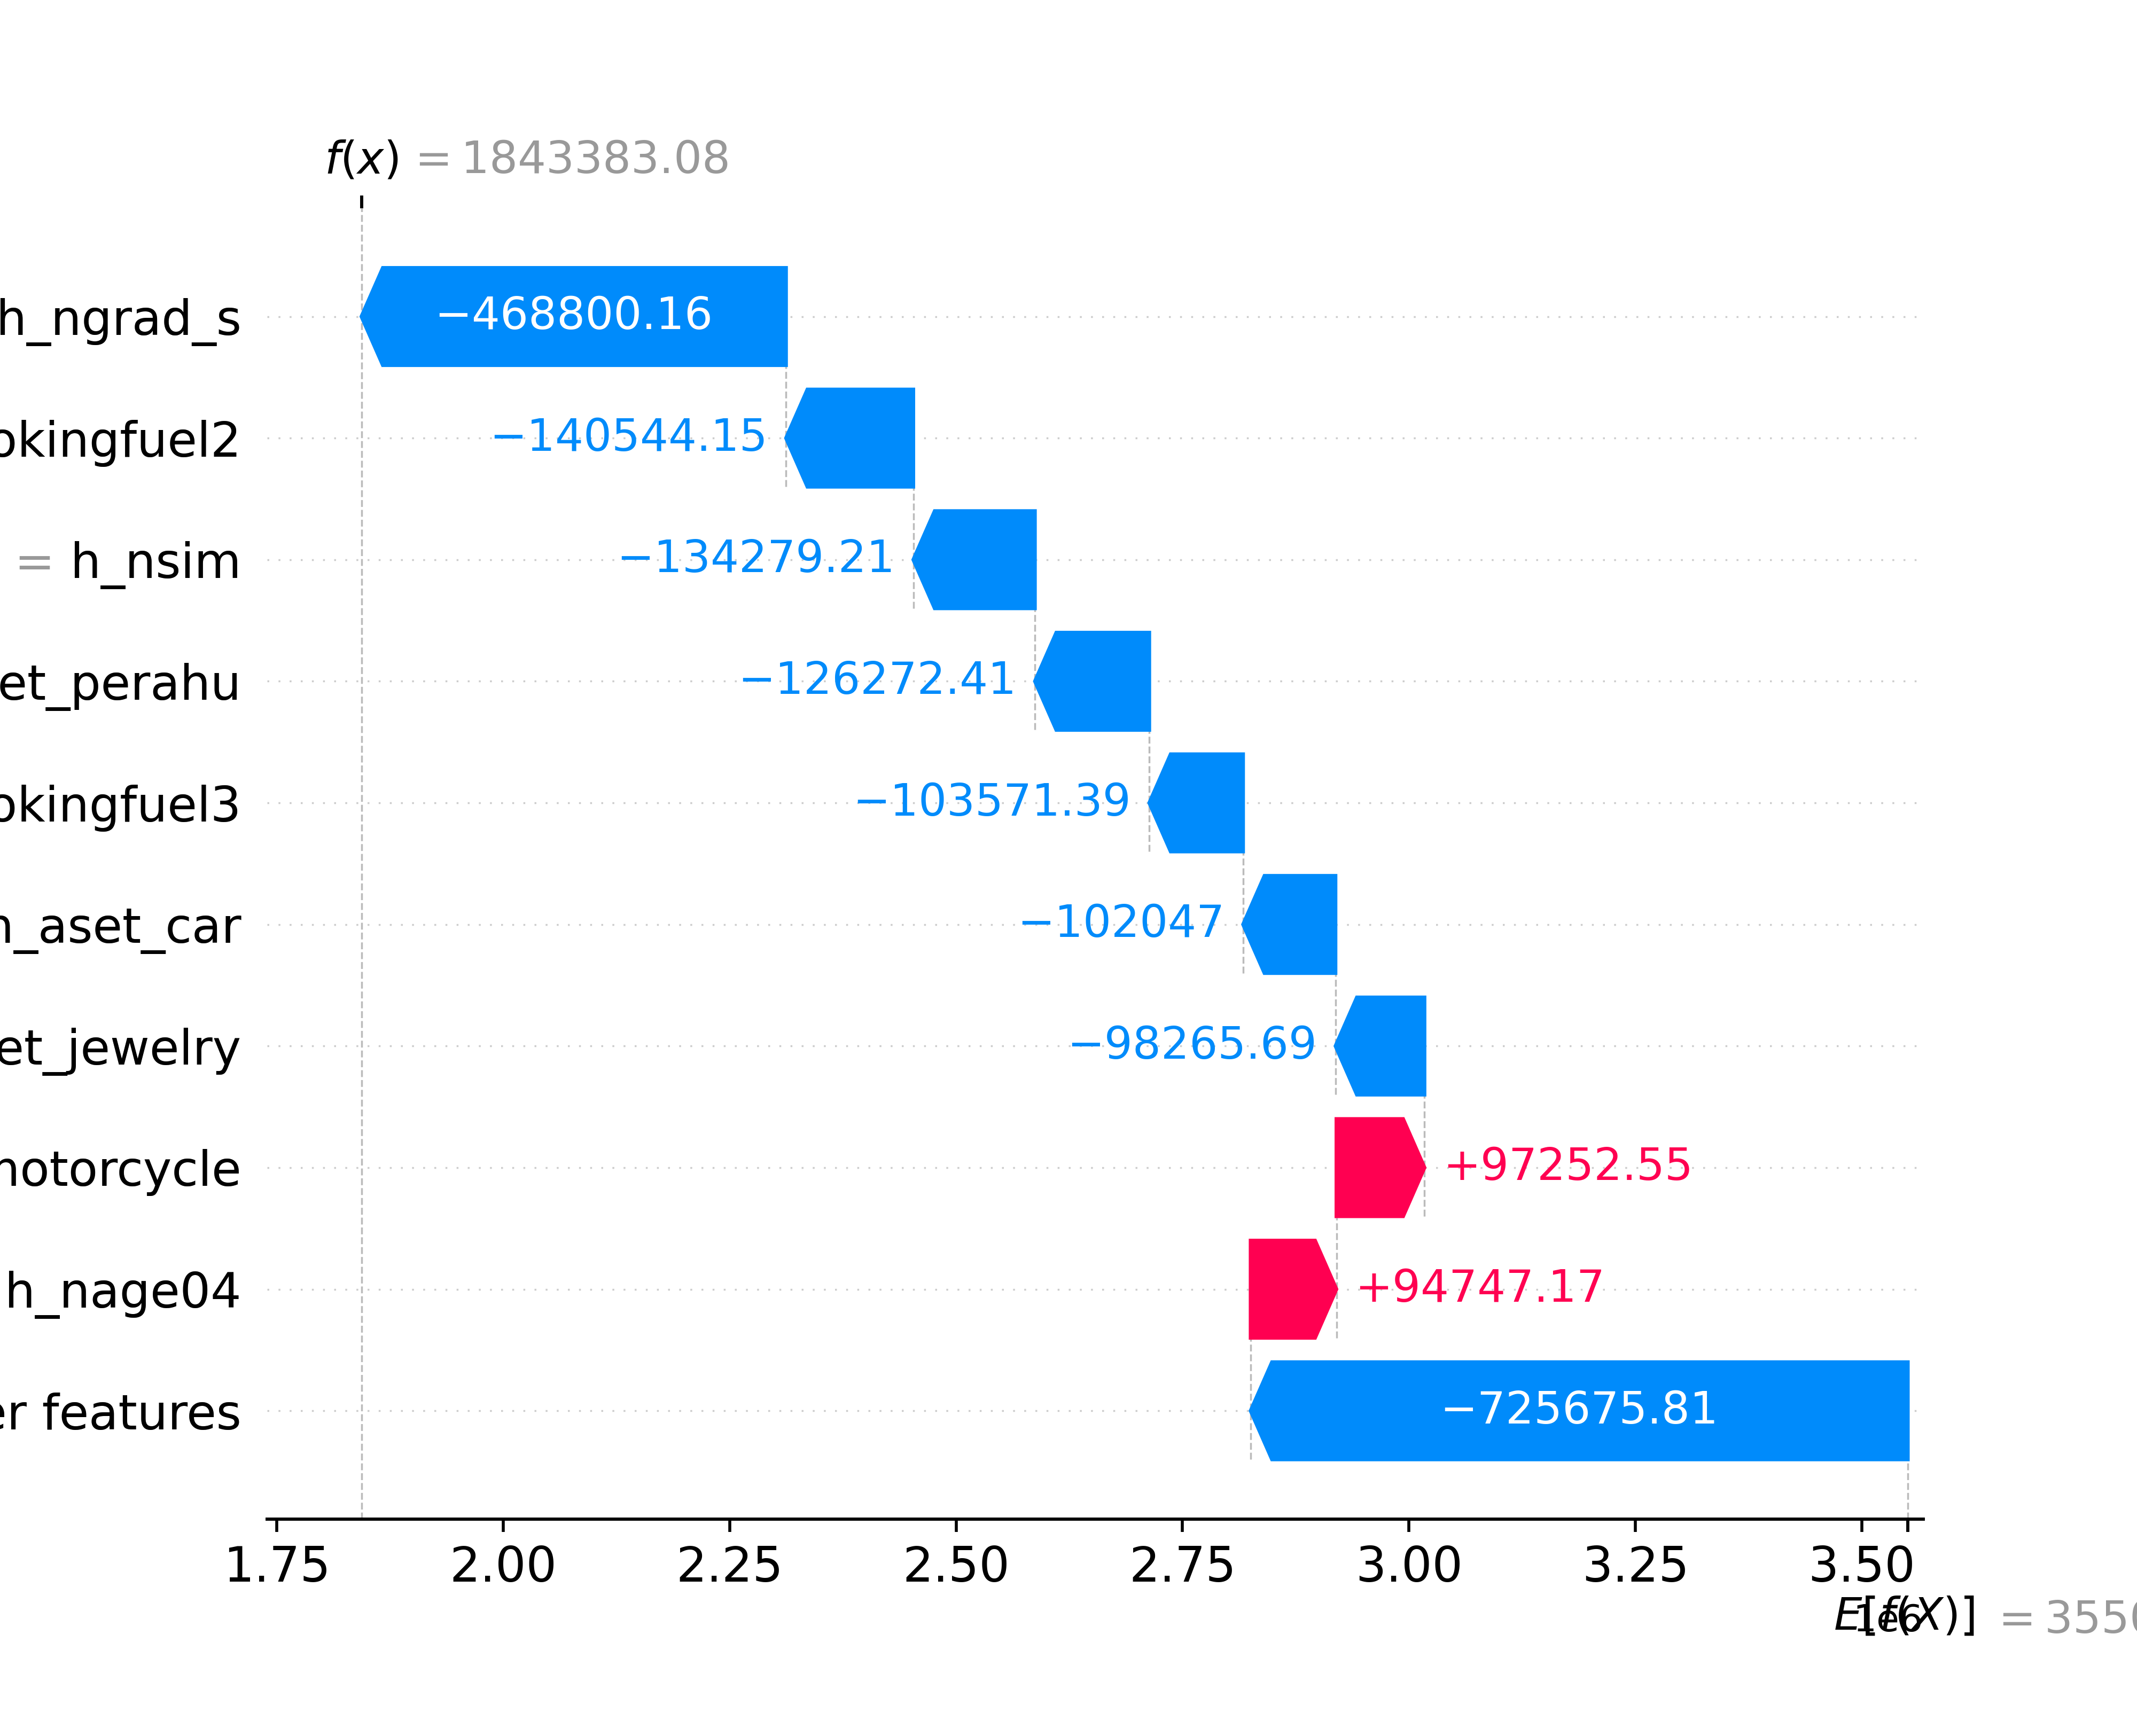 f(x) = 1843383.08
h_ngrad_s −468800.16
okingfuel2 −140544.15
= h_nsim −134279.21
et_perahu −126272.41
okingfuel3 −103571.39
_aset_car −102047
et_jewelry −98265.69
otorcycle +97252.55
h_nage04 +94747.17
er features −725675.81
1.75 2.00 2.25 2.50 2.75 3.00 3.25 3.50
1e6
E[f(X)] = 355